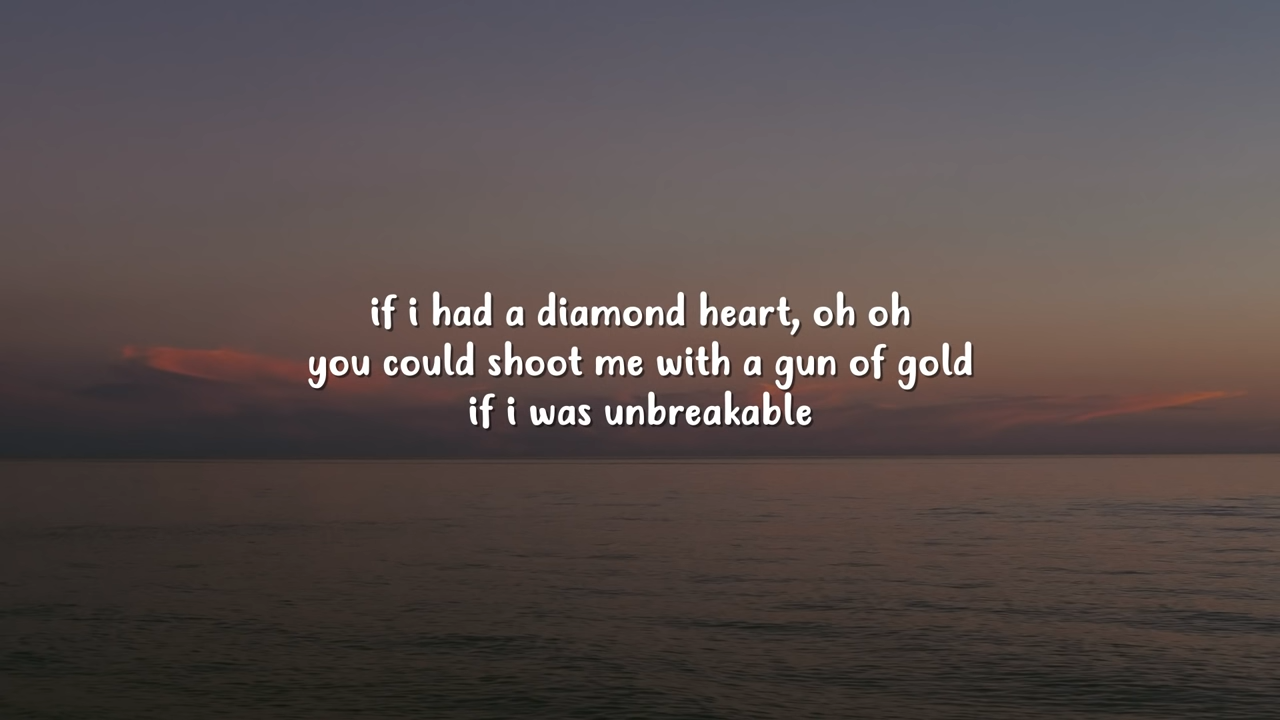 if i had a diamond heart, oh oh
you could shoot me with a gun of gold
if i was unbreakable